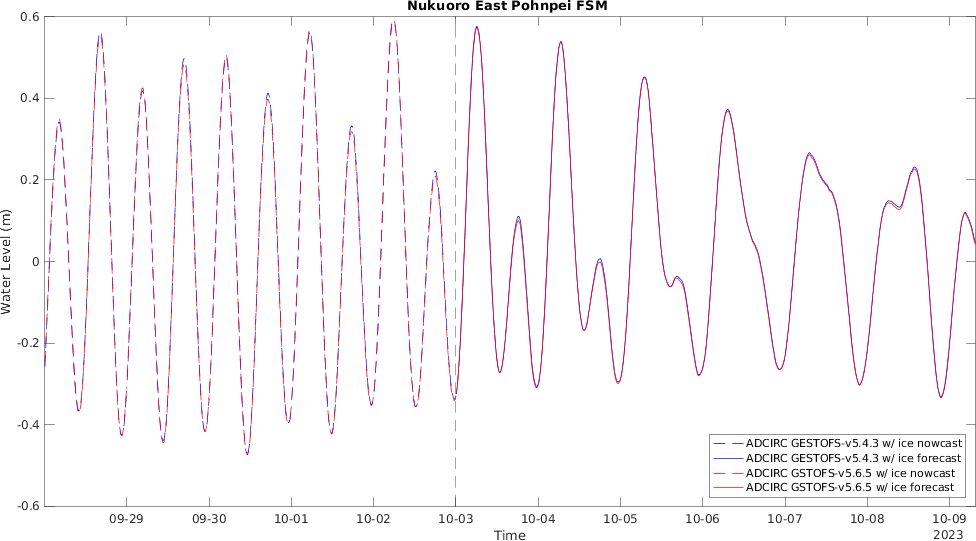 Nukuoro East Pohnpei FSM
0.6
0.4
0.2
0
-0.2
-0.4
-0.6
Water Level (m)
ADCIRC GESTOFS-v5.4.3 w/ ice nowcast
ADCIRC GESTOFS-v5.4.3 w/ ice forecast
ADCIRC GSTOFS-v5.6.5 w/ ice nowcast
ADCIRC GSTOFS-v5.6.5 w/ ice forecast
09-29 09-30 10-01 10-02 10-03 10-04 10-05 10-06 10-07 10-08 10-09
2023
Time